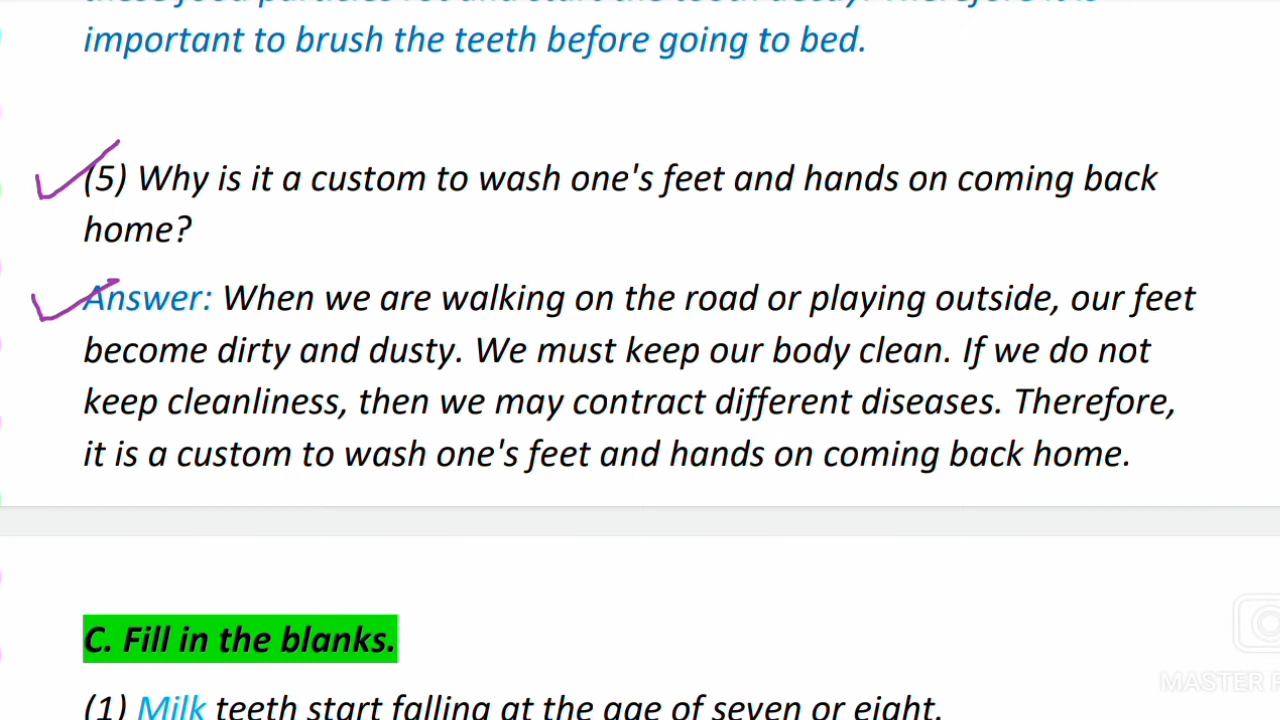 important to brush the teeth before going to bed.
(5) Why is it a custom to wash one's feet and hands on coming back
home?
Answer: When we are walking on the road or playing outside, our feet
become dirty and dusty. We must keep our body clean. If we do not
keep cleanliness, then we may contract different diseases. Therefore,
it is a custom to wash one's feet and hands on coming back home.
C. Fill in the blanks.
(1) Milk teeth start falling at the age of seven or eight.
MASTER